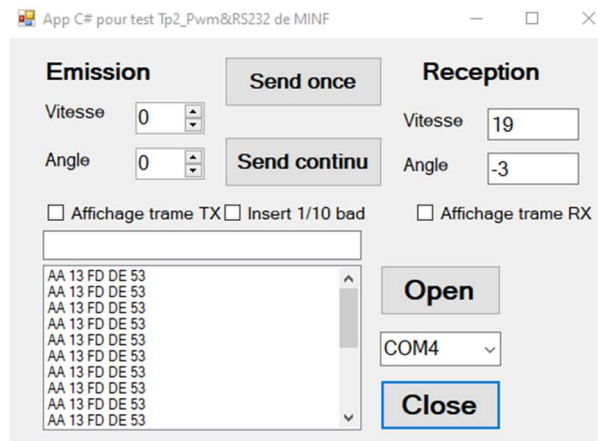 App C# pour test Tp2_Pwm&RS232 de MINF
Emission
Send once
Reception
Vitesse
0
Vitesse
19
Angle
0
Send continu
Angle
-3
Affichage trame TX
Insert 1/10 bad
Affichage trame RX
AA 13 FD DE 53
AA 13 FD DE 53
AA 13 FD DE 53
AA 13 FD DE 53
AA 13 FD DE 53
AA 13 FD DE 53
AA 13 FD DE 53
AA 13 FD DE 53
AA 13 FD DE 53
AA 13 FD DE 53
Open
COM4
Close